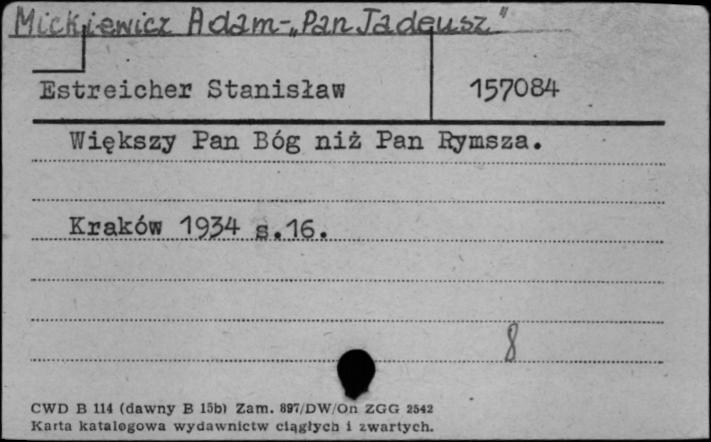 Mickiewicz Adam - „Pan Tadeusz"
Estreicher Stanisław 157084
Większy Pan Bóg niż Pan Rymsza.
Kraków 1934 s.16.
8
CWD B 114 (dawny B 15b) Zam. 897/DW/On ZGG 2542
Karta katalogowa wydawnictw ciągłych i zwartych.